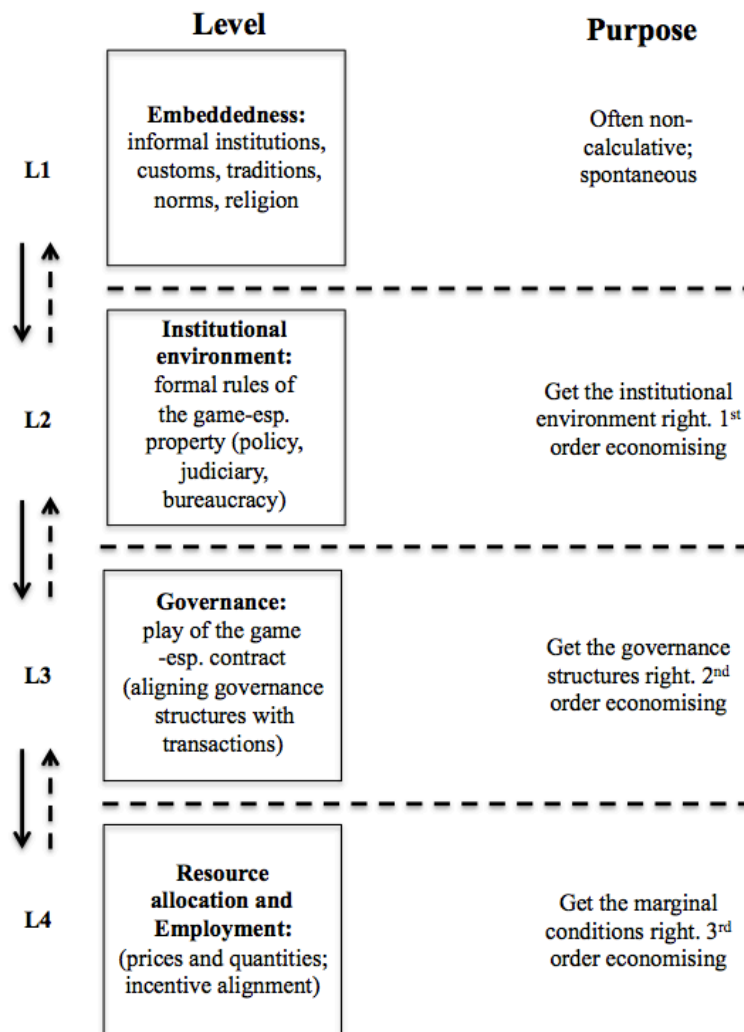 Level
Purpose
L1
Embeddedness:
informal institutions,
customs, traditions,
norms, religion
Often non-
calculative;
spontaneous
L2
Institutional
environment:
formal rules of
the game-esp.
property (policy,
judiciary,
bureaucracy)
Get the institutional
environment right. 1st
order economising
L3
Governance:
play of the game
-esp. contract
(aligning governance
structures with
transactions)
Get the governance
structures right. 2nd
order economising
L4
Resource
allocation and
Employment:
(prices and quantities;
incentive alignment)
Get the marginal
conditions right. 3rd
order economising